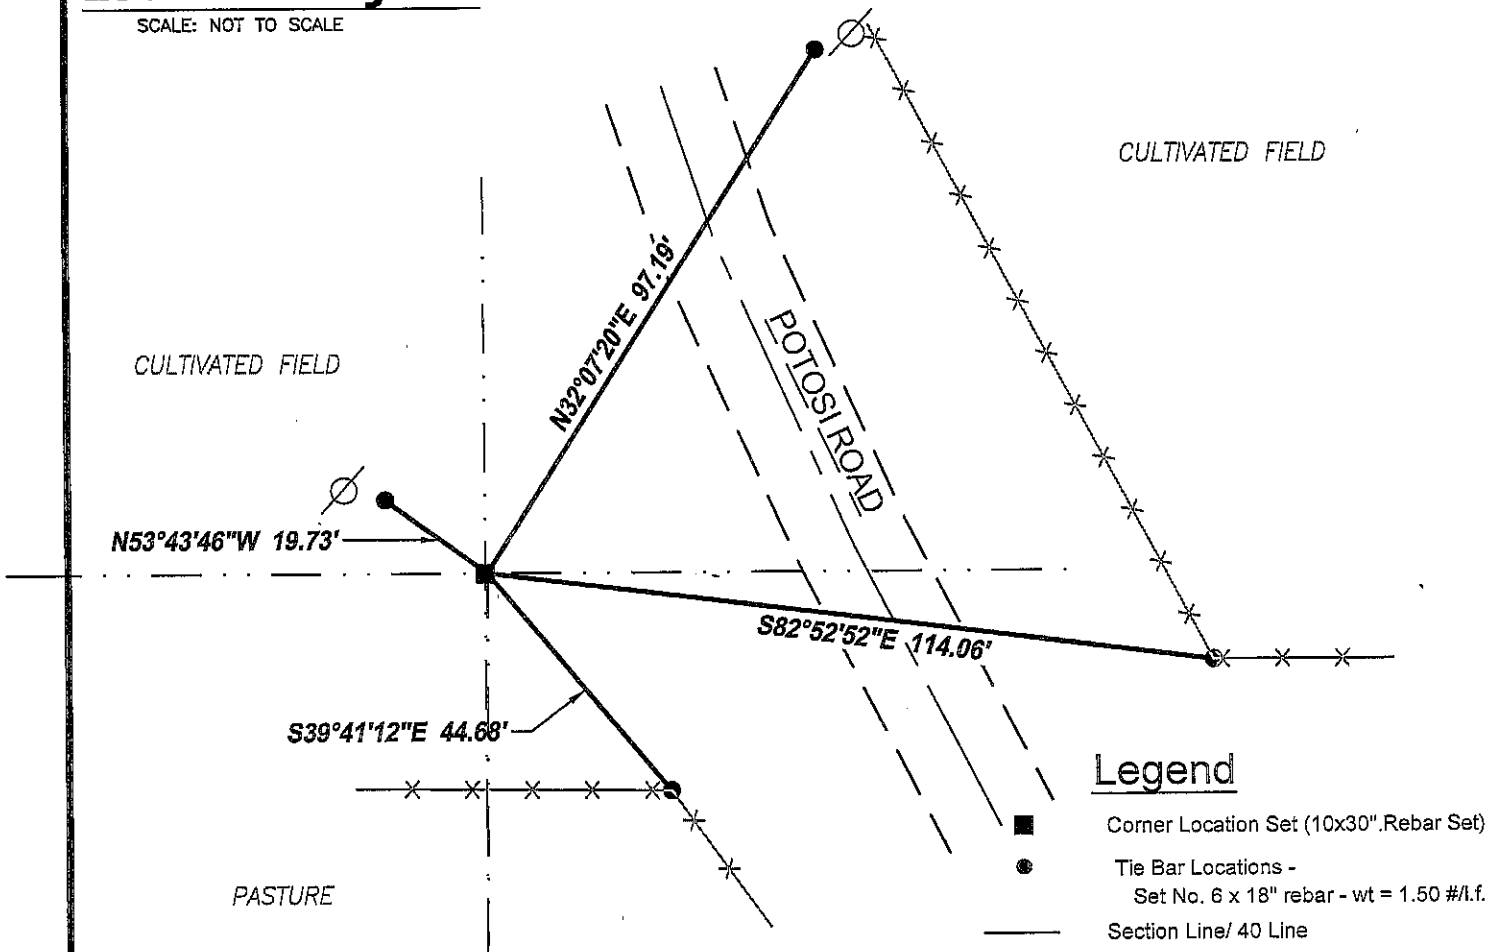 SCALE: NOT TO SCALE
CULTIVATED FIELD
N32°07'20"E 97.19'
POTOSI ROAD
CULTIVATED FIELD
N53°43'46"W 19.73'
S82°52'52"E 114.06'
S39°41'12"E 44.68'
PASTURE
Legend
Corner Location Set (10x30".Rebar Set)
Tie Bar Locations -
Set No. 6 x 18" rebar - wt = 1.50 #/l.f.
Section Line/ 40 Line